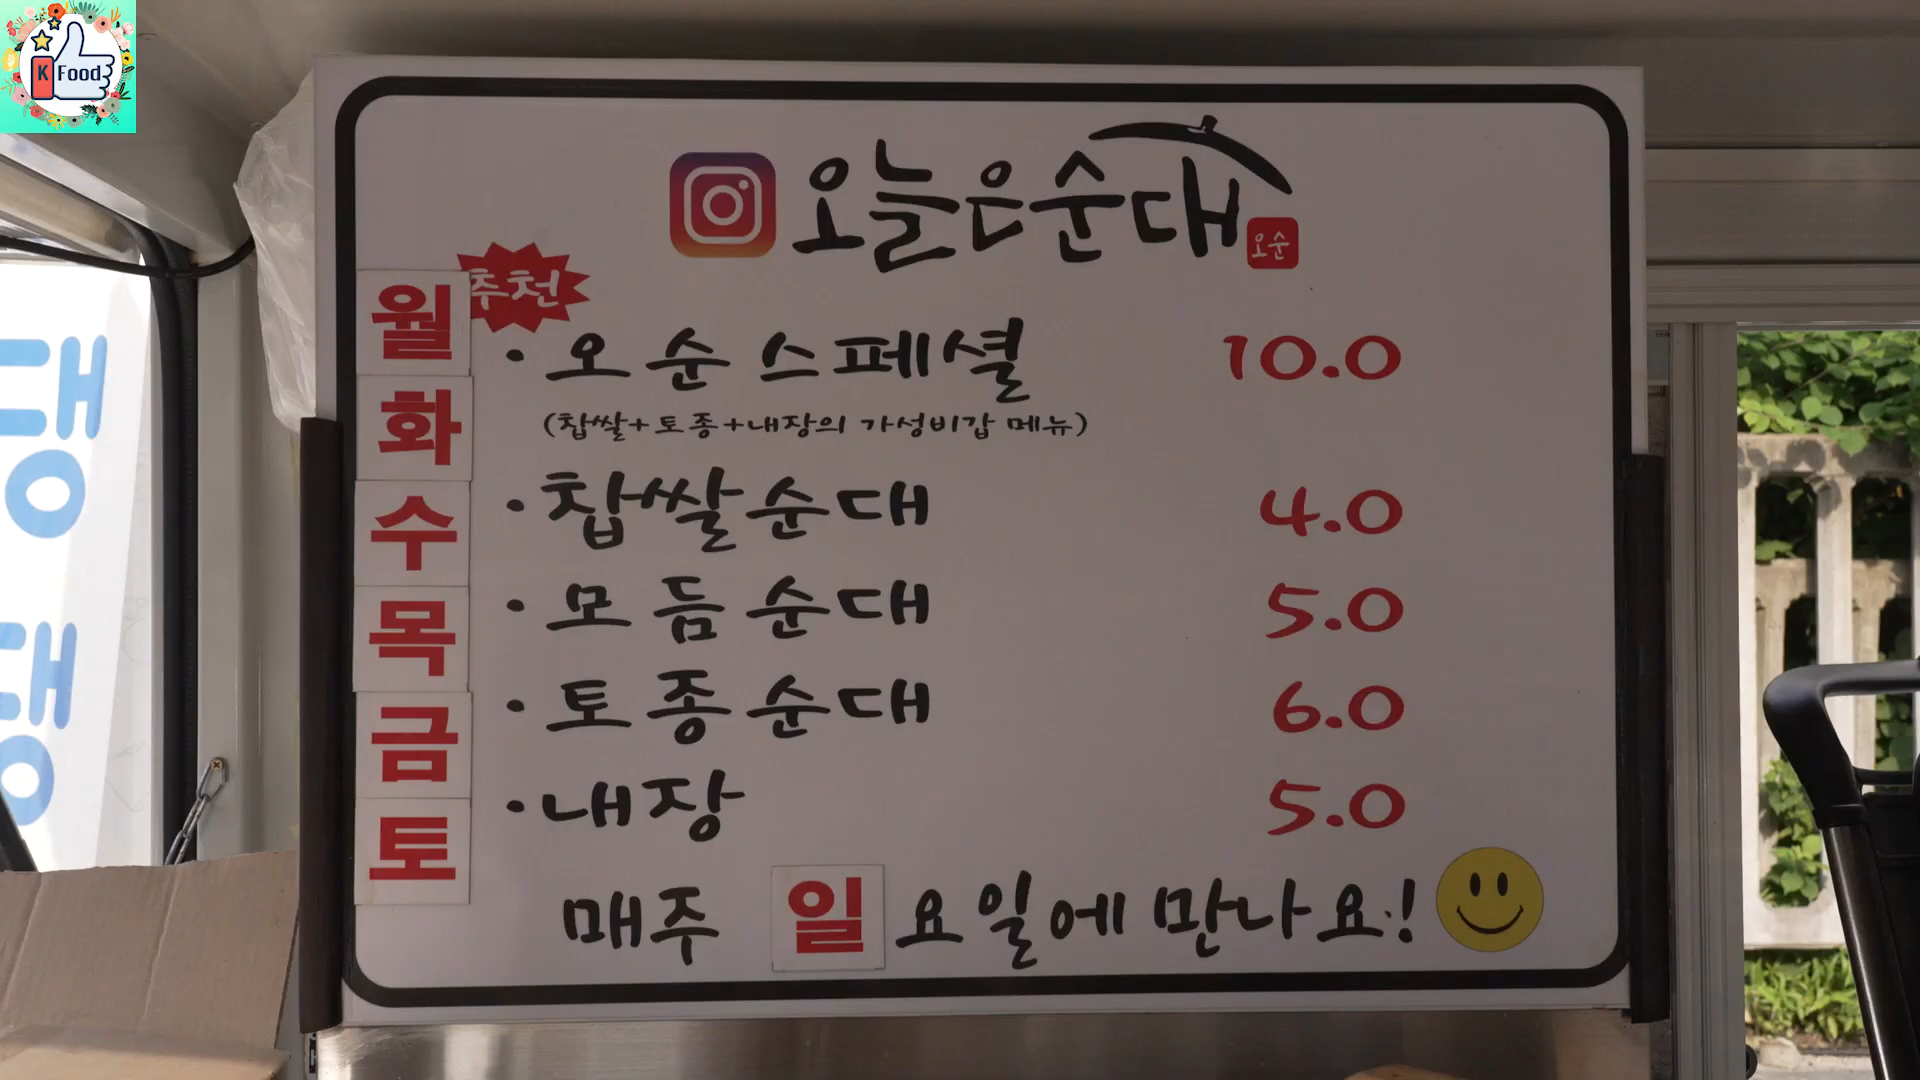 K Food
오늘은순대
오순
추천
월
화
수
목
금
토
· 오순 스페셜 10.0
(찹쌀+토종+내장의 가성비갑 메뉴)
· 찹쌀순대 4.0
· 모듬순대 5.0
· 토종순대 6.0
· 내장 5.0
매주 일요일에 만나요!